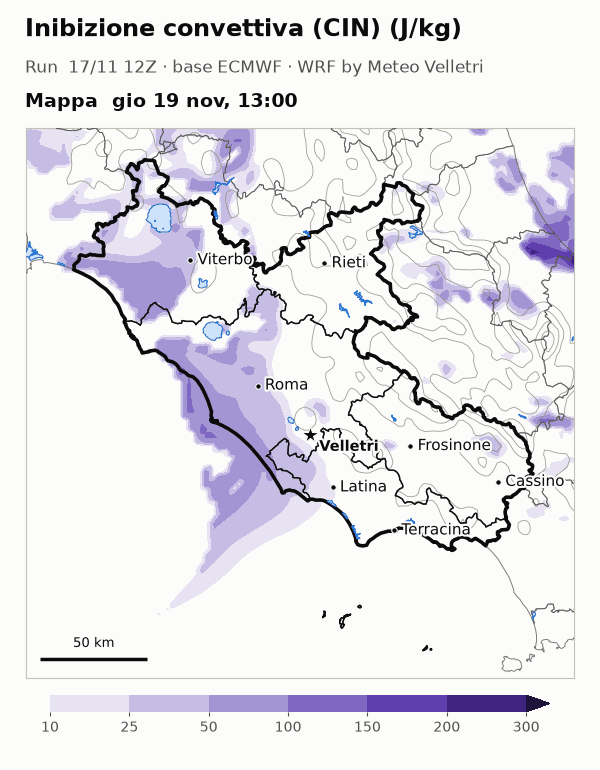 Inibizione convettiva (CIN) (J/kg)
Run  17/11 12Z · base ECMWF · WRF by Meteo Velletri
Mappa  gio 19 nov, 13:00
Viterbo
Rieti
Roma
Velletri
Frosinone
Cassino
Latina
Terracina
50 km
10 25 50 100 150 200 300